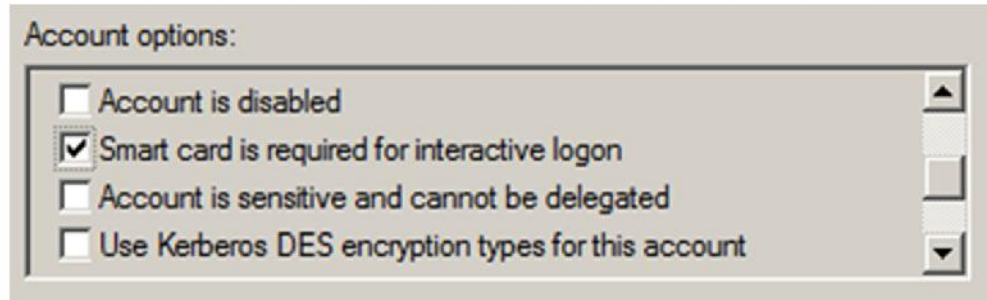 Account options:
Account is disabled
Smart card is required for interactive logon
Account is sensitive and cannot be delegated
Use Kerberos DES encryption types for this account